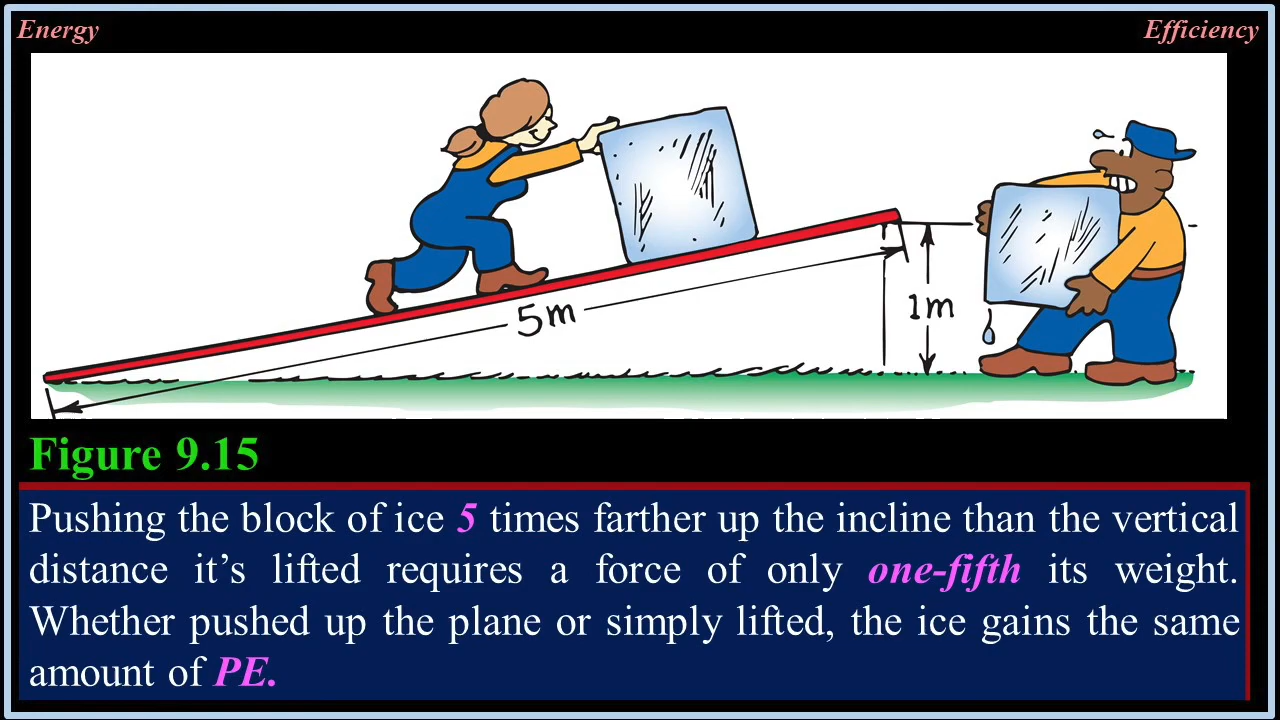 Energy
Efficiency
5m
1m
Figure 9.15
Pushing the block of ice 5 times farther up the incline than the vertical
distance it’s lifted requires a force of only one-fifth its weight.
Whether pushed up the plane or simply lifted, the ice gains the same
amount of PE.